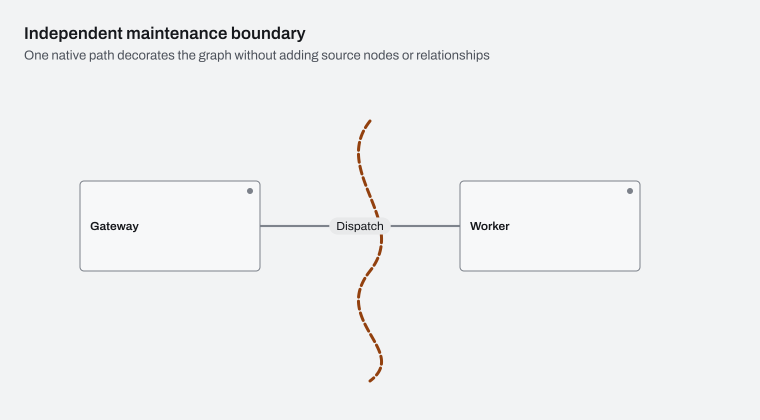 Independent maintenance boundary
One native path decorates the graph without adding source nodes or relationships
Gateway
Dispatch
Worker